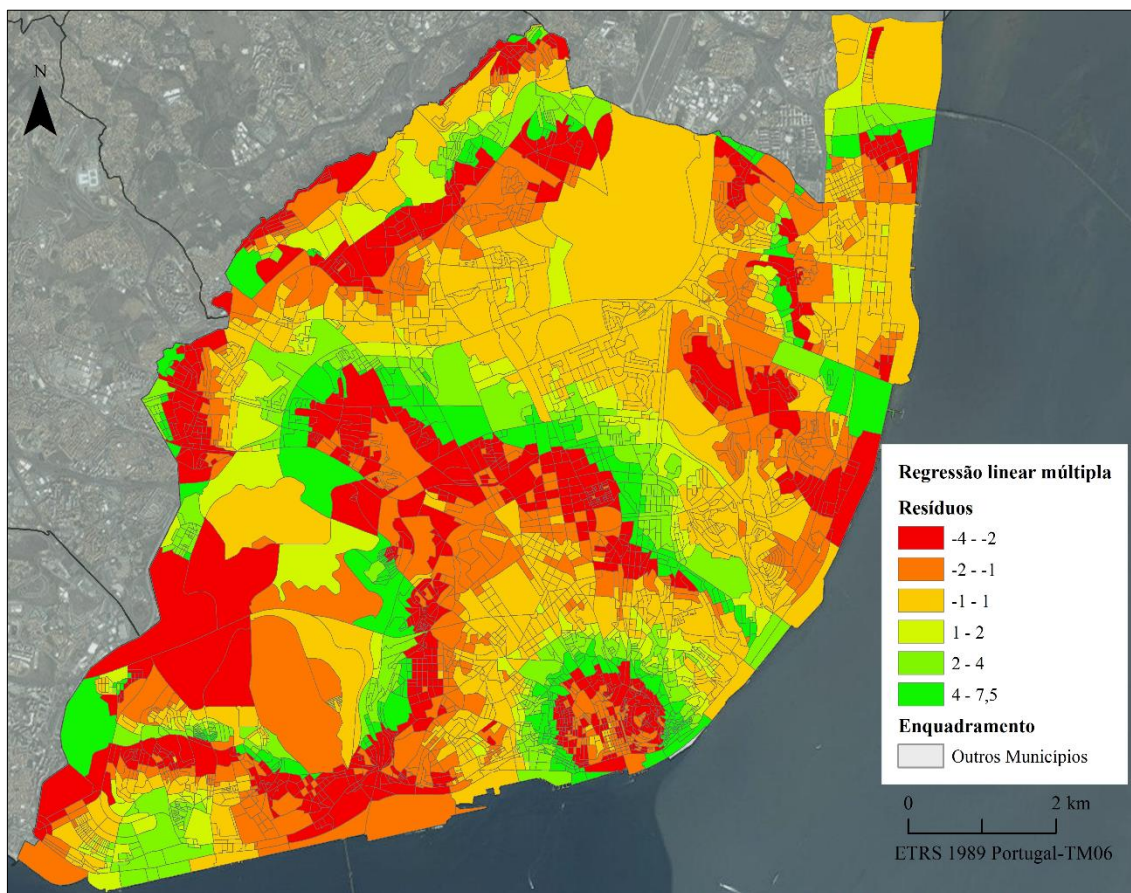 N
Regressão linear múltipla
Resíduos
-4 - -2
-2 - -1
-1 - 1
1 - 2
2 - 4
4 - 7,5
Enquadramento
Outros Municípios
0 2 km
ETRS 1989 Portugal-TM06